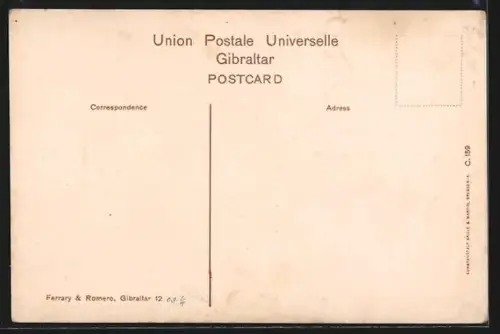 Union Postale Universelle
Gibraltar
POSTCARD
Correspondence
Adress
Ferrary & Romero, Gibraltar 12
C. 159